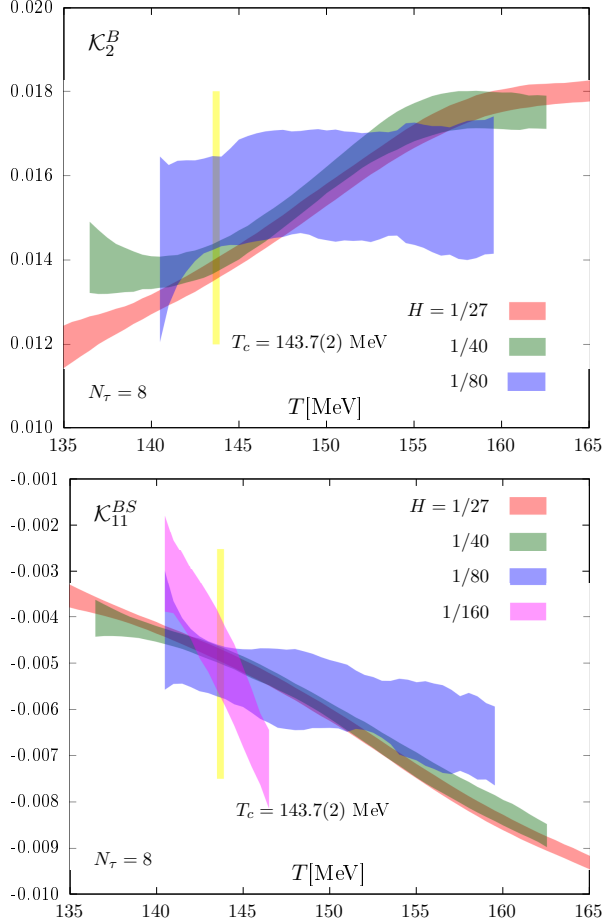 0.020
𝒦₂ᴮ
0.018
0.016
0.014
H = 1/27
0.012
T_c = 143.7(2) MeV
1/40
1/80
N_τ = 8
T[MeV]
0.010
135 140 145 150 155 160 165
-0.001
𝒦₁₁ᴮˢ
H = 1/27
-0.002
1/40
-0.003
1/80
-0.004
1/160
-0.005
-0.006
-0.007
-0.008
T_c = 143.7(2) MeV
-0.009
N_τ = 8
T[MeV]
-0.010
135 140 145 150 155 160 165